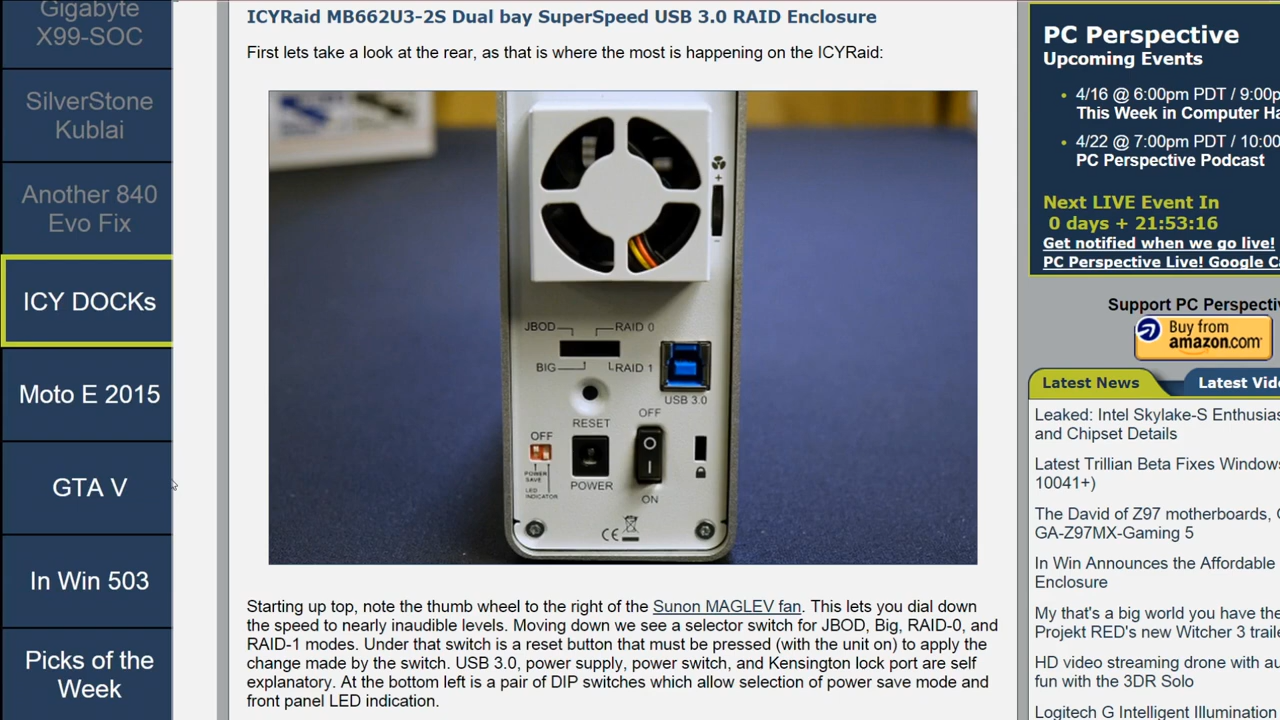 Gigabyte
X99-SOC
SilverStone
Kublai
Another 840
Evo Fix
ICY DOCKs
Moto E 2015
GTA V
In Win 503
Picks of the
Week
ICYRaid MB662U3-2S Dual bay SuperSpeed USB 3.0 RAID Enclosure
First lets take a look at the rear, as that is where the most is happening on the ICYRaid:
+
-
JBOD
RAID 0
BIG
RAID 1
USB 3.0
RESET
OFF
OFF
POWER
SAVE
LED
INDICATOR
POWER
ON
CE
Starting up top, note the thumb wheel to the right of the Sunon MAGLEV fan. This lets you dial down
the speed to nearly inaudible levels. Moving down we see a selector switch for JBOD, Big, RAID-0, and
RAID-1 modes. Under that switch is a reset button that must be pressed (with the unit on) to apply the
change made by the switch. USB 3.0, power supply, power switch, and Kensington lock port are self
explanatory. At the bottom left is a pair of DIP switches which allow selection of power save mode and
front panel LED indication.
PC Perspective
Upcoming Events
4/16 @ 6:00pm PDT / 9:00p
This Week in Computer Ha
4/22 @ 7:00pm PDT / 10:00
PC Perspective Podcast
Next LIVE Event In
0 days + 21:53:16
Get notified when we go live!
PC Perspective Live! Google Ca
Support PC Perspectiv
Buy from
amazon.com
Latest News
Latest Vide
Leaked: Intel Skylake-S Enthusias
and Chipset Details
Latest Trillian Beta Fixes Windows
10041+)
The David of Z97 motherboards, G
GA-Z97MX-Gaming 5
In Win Announces the Affordable
Enclosure
My that's a big world you have the
Projekt RED's new Witcher 3 traile
HD video streaming drone with au
fun with the 3DR Solo
Logitech G Intelligent Illumination